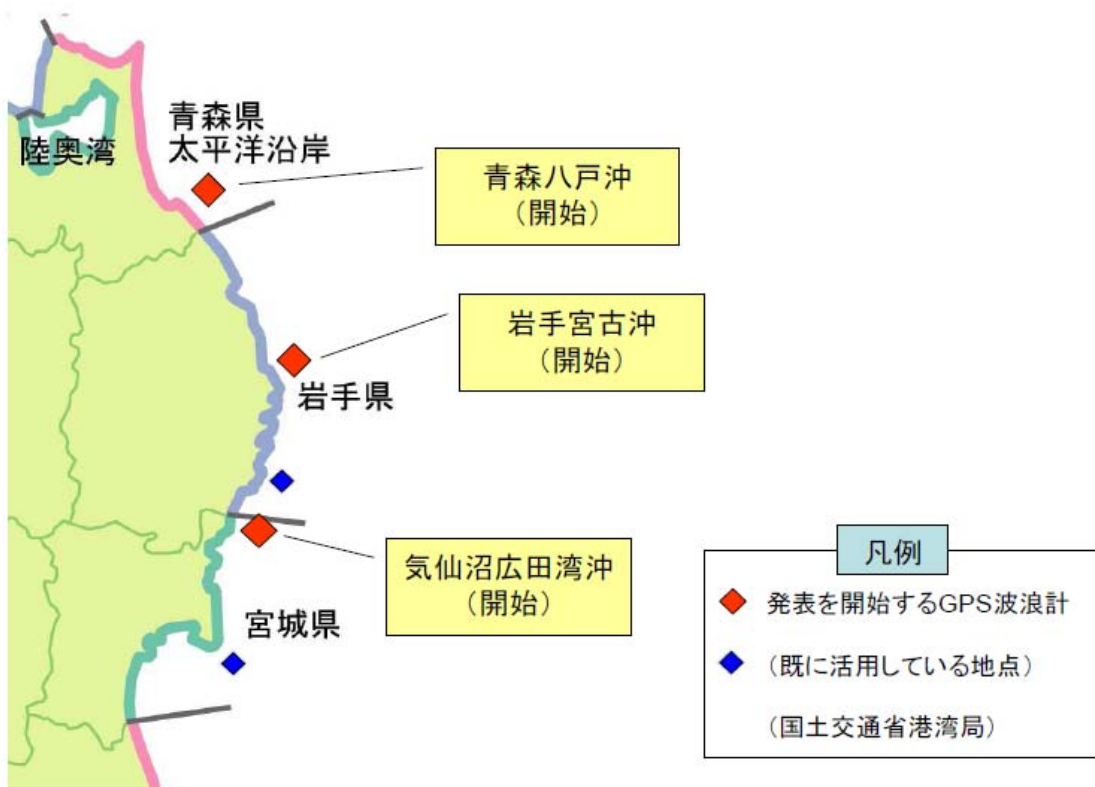 青森県
太平洋沿岸
陸奥湾
青森八戸沖
（開始）
岩手宮古沖
（開始）
岩手県
気仙沼広田湾沖
（開始）
宮城県
凡例
発表を開始するGPS波浪計
（既に活用している地点）
（国土交通省港湾局）